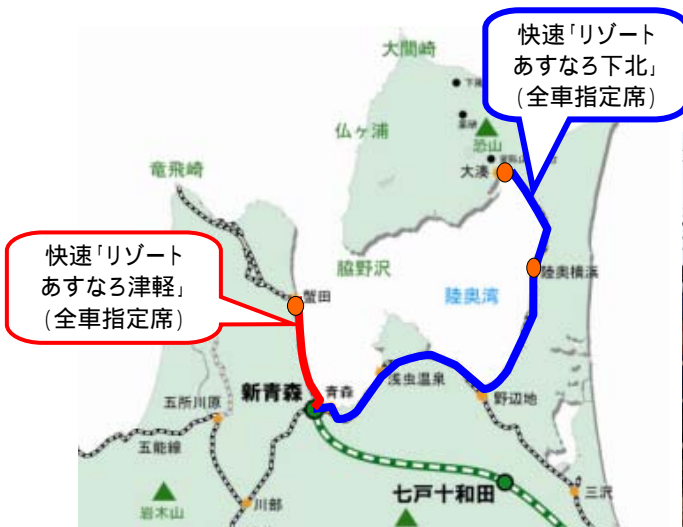 大間崎
快速「リゾート
あすなろ下北」
(全車指定席)
仏ヶ浦
恐山
大湊
竜飛崎
快速「リゾート
あすなろ津軽」
(全車指定席)
脇野沢
陸奥横浜
陸奥湾
蟹田
浅虫温泉
青森
新青森
野辺地
五所川原
五能線
七戸十和田
三沢
川部
岩木山